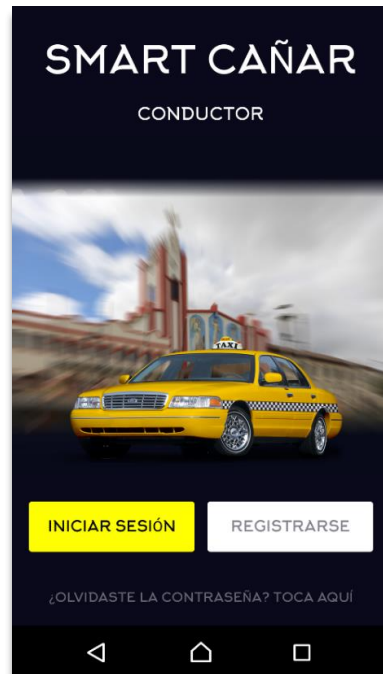 SMART CAÑAR
CONDUCTOR
TAXI
INICIAR SESIÓN
REGISTRARSE
¿OLVIDASTE LA CONTRASEÑA? TOCA AQUÍ